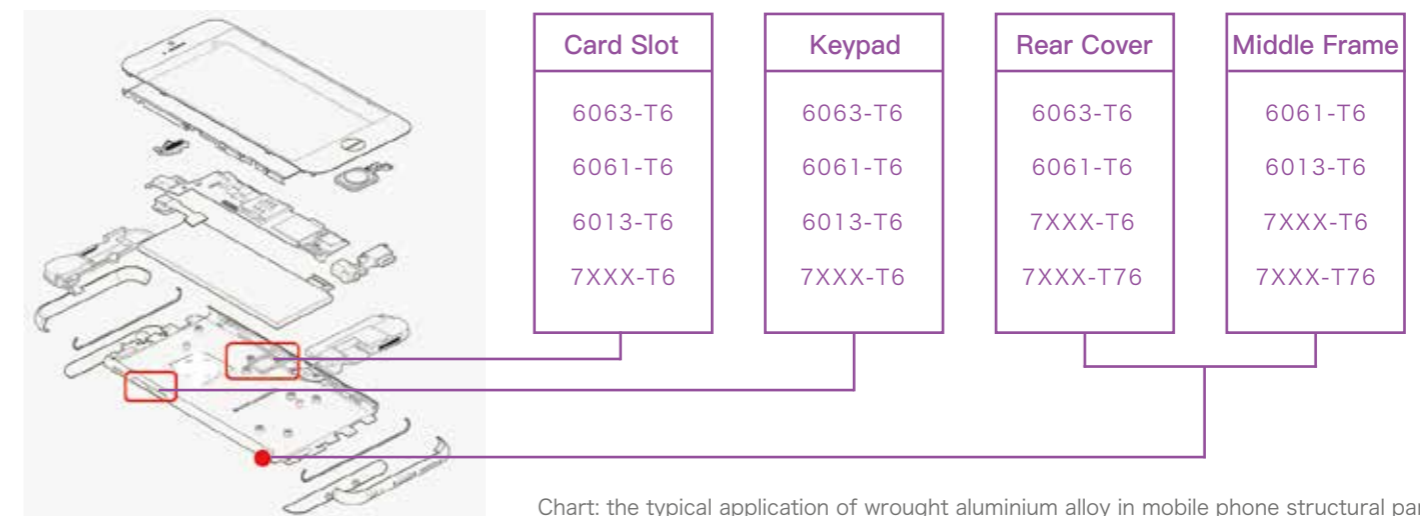 Card Slot
6063-T6
6061-T6
6013-T6
7XXX-T6
Keypad
6063-T6
6061-T6
6013-T6
7XXX-T6
Rear Cover
6063-T6
6061-T6
7XXX-T6
7XXX-T76
Middle Frame
6061-T6
6013-T6
7XXX-T6
7XXX-T76
Chart: the typical application of wrought aluminium alloy in mobile phone structural